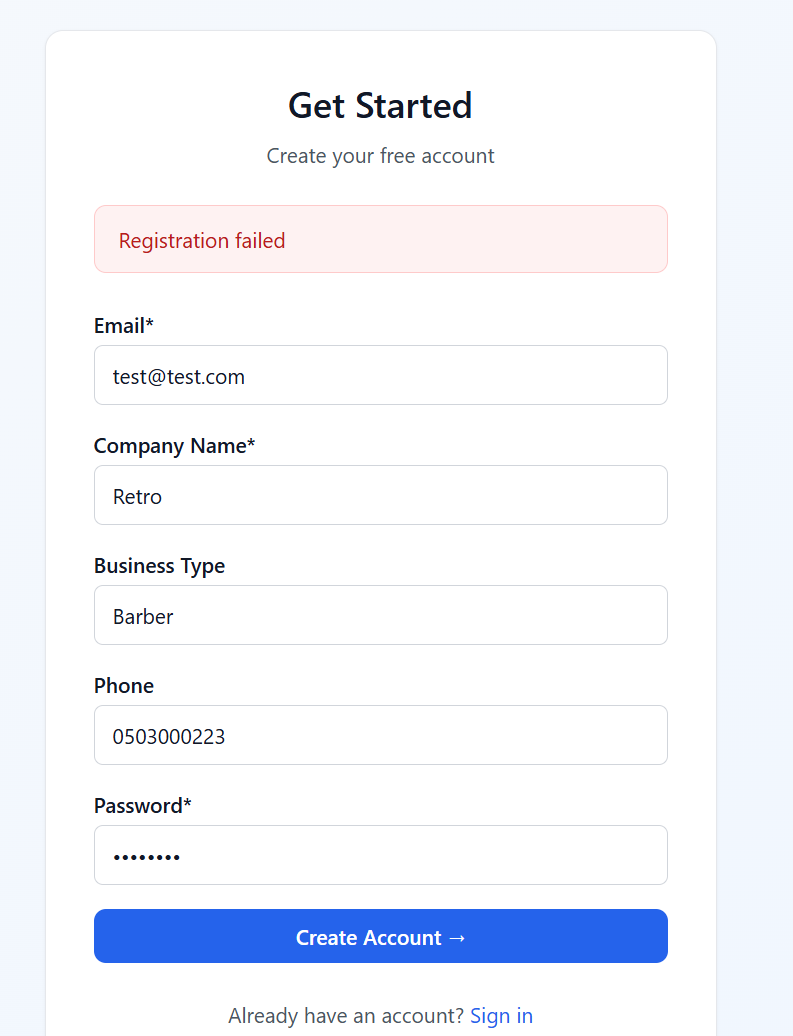 Get Started
Create your free account
Registration failed
Email*
test@test.com
Company Name*
Retro
Business Type
Barber
Phone
0503000223
Password*
••••••••
Create Account →
Already have an account? Sign in